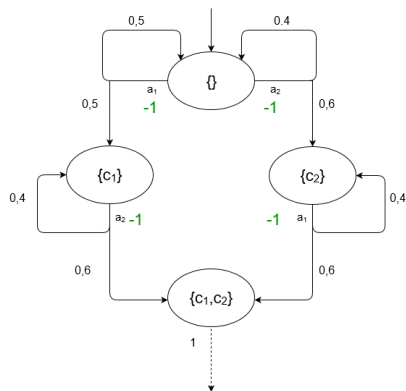 0,5
0.4
{}
a₁
a₂
-1
-1
0,5
0,6
{c₁}
{c₂}
0,4
0,4
a₂
-1
-1
a₁
0,6
0,6
{c₁,c₂}
1